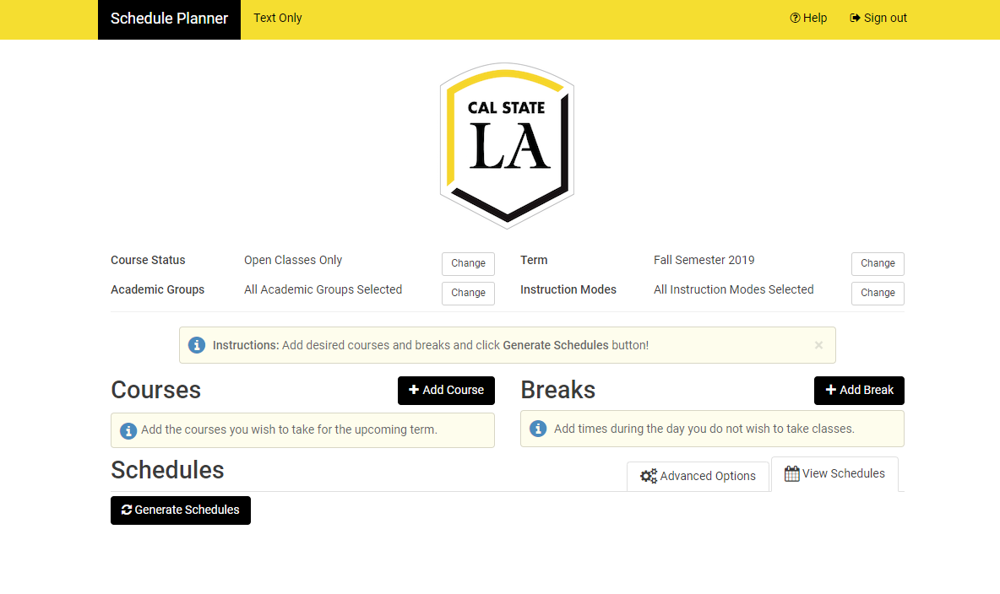 Schedule Planner Text Only Help Sign out
CAL STATE
LA
Course Status Open Classes Only Change Term Fall Semester 2019 Change
Academic Groups All Academic Groups Selected Change Instruction Modes All Instruction Modes Selected Change
Instructions: Add desired courses and breaks and click Generate Schedules button! ×
Courses + Add Course Breaks + Add Break
Add the courses you wish to take for the upcoming term. Add times during the day you do not wish to take classes.
Schedules Advanced Options View Schedules
Generate Schedules